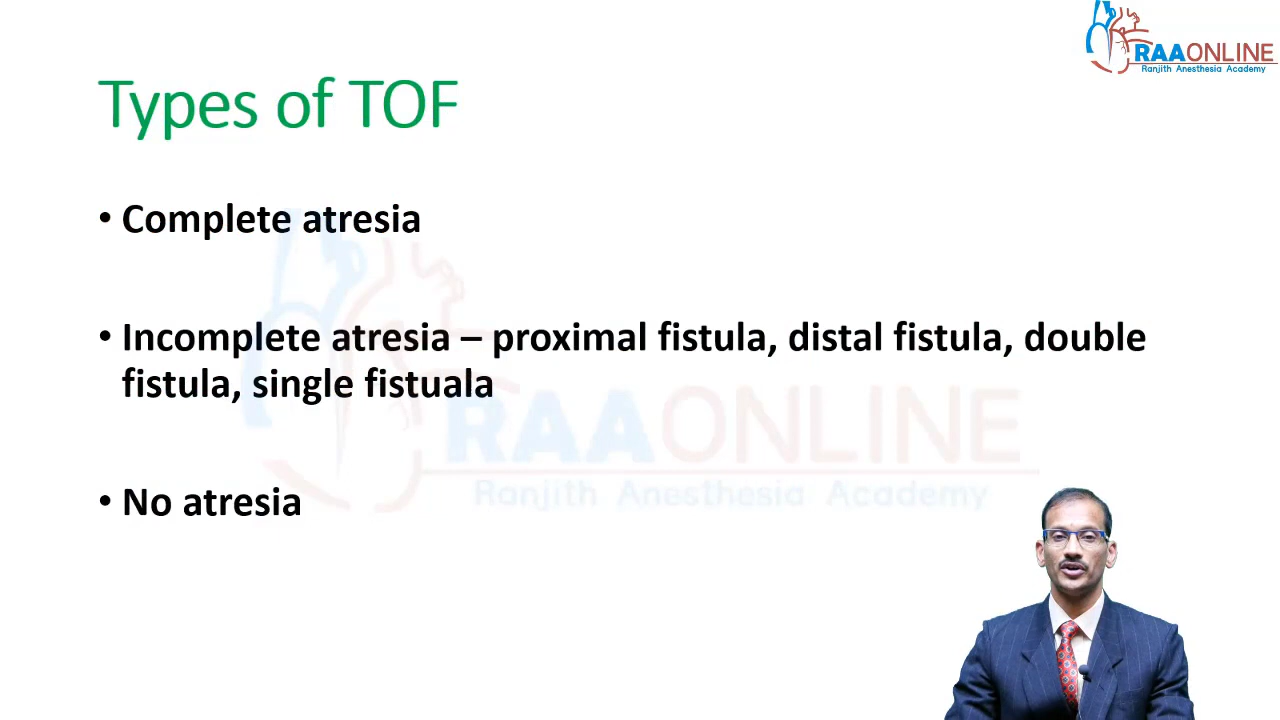 RAAONLINE
Ranjith Anesthesia Academy
Types of TOF
• Complete atresia
• Incomplete atresia – proximal fistula, distal fistula, double
fistula, single fistuala
• No atresia
RAAONLINE
Ranjith Anesthesia Academy